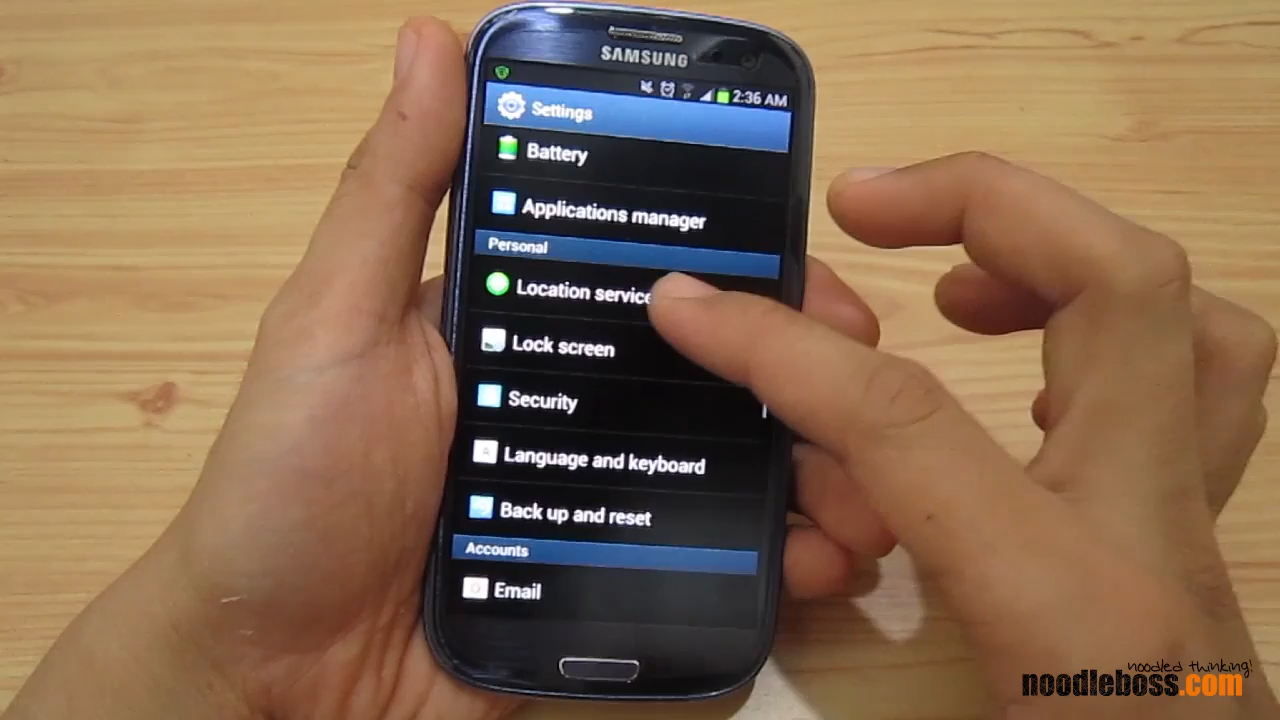 SAMSUNG
2:36 AM
Settings
Battery
Applications manager
Personal
Location service
Lock screen
Security
Language and keyboard
Back up and reset
Accounts
Email
noodled thinking!
noodleboss.com